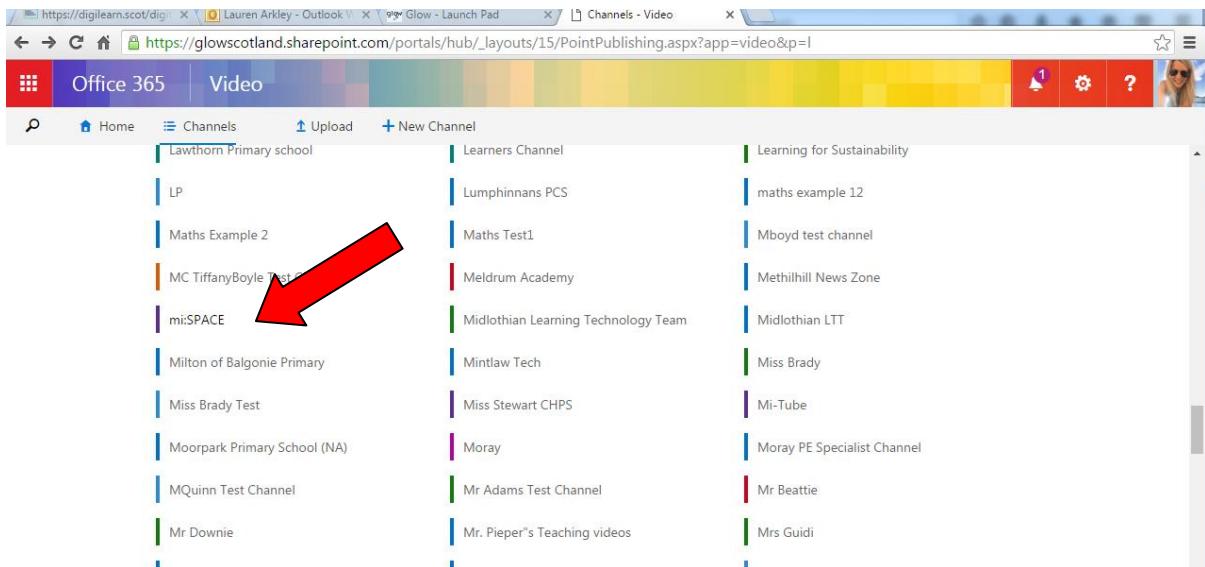 https://digilearn.scot/digi Lauren Arkley - Outlook Glow - Launch Pad Channels - Video
https://glowscotland.sharepoint.com/portals/hub/_layouts/15/PointPublishing.aspx?app=video&p=l
Office 365 Video 1 ?
Home Channels Upload + New Channel
Lawthorn Primary school Learners Channel Learning for Sustainability
LP Lumphinnans PCS maths example 12
Maths Example 2 Maths Test1 Mboyd test channel
MC TiffanyBoyle Test Meldrum Academy Methilhill News Zone
mi:SPACE Midlothian Learning Technology Team Midlothian LTT
Milton of Balgonie Primary Mintlaw Tech Miss Brady
Miss Brady Test Miss Stewart CHPS Mi-Tube
Moorpark Primary School (NA) Moray Moray PE Specialist Channel
MQuinn Test Channel Mr Adams Test Channel Mr Beattie
Mr Downie Mr. Pieper"s Teaching videos Mrs Guidi